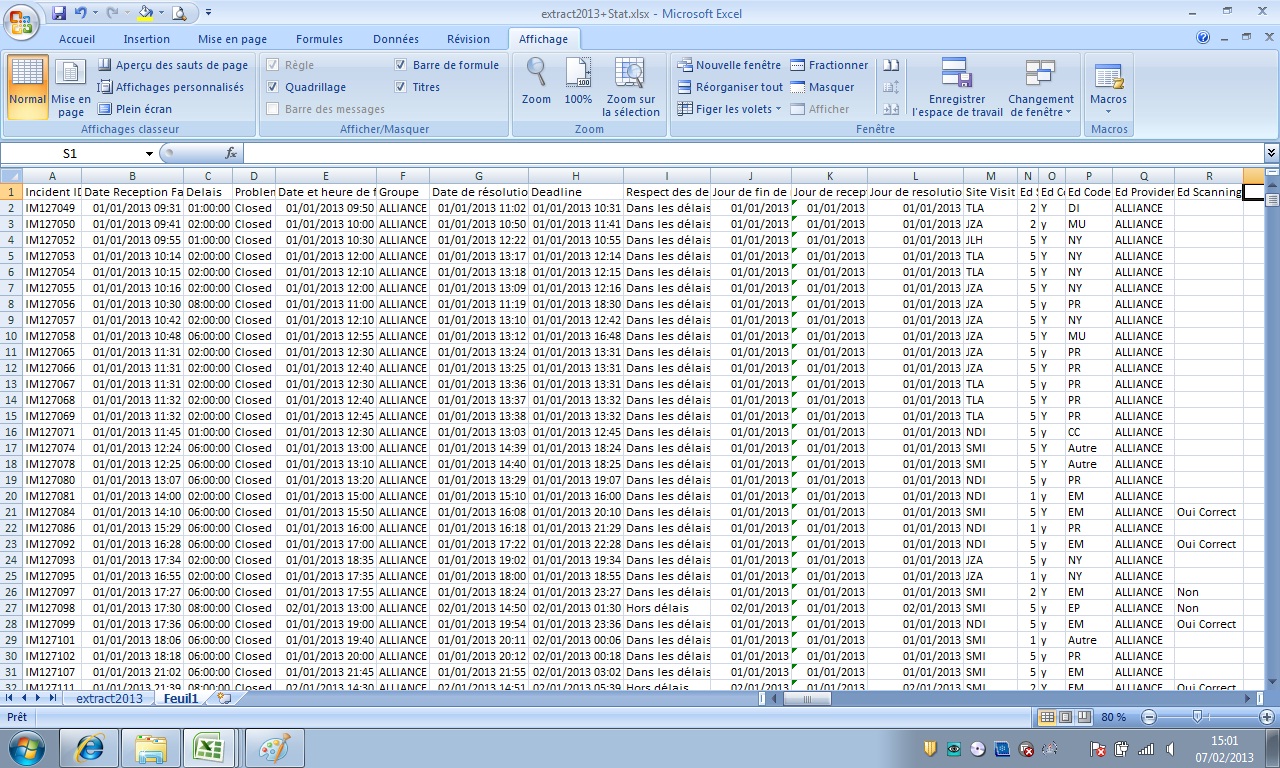 extract2013+Stat.xlsx - Microsoft Excel
Accueil Insertion Mise en page Formules Données Révision Affichage
Normal
Mise en page
Aperçu des sauts de page
Affichages personnalisés
Plein écran
Affichages classeur
Règle
Barre de formule
Quadrillage
Titres
Barre des messages
Afficher/Masquer
Zoom
100%
Zoom sur la sélection
Zoom
Nouvelle fenêtre
Réorganiser tout
Figer les volets
Fractionner
Masquer
Afficher
Enregistrer l'espace de travail
Changement de fenêtre
Fenêtre
Macros
Macros
S1
fx
A B C D E F G H I J K L M N O P Q R
1 Incident ID Date Reception Fa Delais Problem Date et heure de f Groupe Date de résolutio Deadline Respect des de Jour de fin de Jour de recept Jour de resolutio Site Visit Ed S Ed Co Ed Code Ed Provider Ed Scanning
2 IM127049 01/01/2013 09:31 01:00:00 Closed 01/01/2013 09:50 ALLIANCE 01/01/2013 11:02 01/01/2013 10:31 Dans les délais 01/01/2013 01/01/2013 01/01/2013 TLA 2 Y DI ALLIANCE
3 IM127050 01/01/2013 09:41 02:00:00 Closed 01/01/2013 10:00 ALLIANCE 01/01/2013 10:50 01/01/2013 11:41 Dans les délais 01/01/2013 01/01/2013 01/01/2013 JZA 2 y MU ALLIANCE
4 IM127052 01/01/2013 09:55 01:00:00 Closed 01/01/2013 10:30 ALLIANCE 01/01/2013 12:22 01/01/2013 10:55 Dans les délais 01/01/2013 01/01/2013 01/01/2013 JLH 5 Y NY ALLIANCE
5 IM127053 01/01/2013 10:14 02:00:00 Closed 01/01/2013 12:00 ALLIANCE 01/01/2013 13:17 01/01/2013 12:14 Dans les délais 01/01/2013 01/01/2013 01/01/2013 TLA 5 Y NY ALLIANCE
6 IM127054 01/01/2013 10:15 02:00:00 Closed 01/01/2013 12:10 ALLIANCE 01/01/2013 13:18 01/01/2013 12:15 Dans les délais 01/01/2013 01/01/2013 01/01/2013 TLA 5 Y NY ALLIANCE
7 IM127055 01/01/2013 10:16 02:00:00 Closed 01/01/2013 12:00 ALLIANCE 01/01/2013 13:09 01/01/2013 12:16 Dans les délais 01/01/2013 01/01/2013 01/01/2013 JZA 5 Y NY ALLIANCE
8 IM127056 01/01/2013 10:30 08:00:00 Closed 01/01/2013 11:00 ALLIANCE 01/01/2013 11:19 01/01/2013 18:30 Dans les délais 01/01/2013 01/01/2013 01/01/2013 JZA 5 y PR ALLIANCE
9 IM127057 01/01/2013 10:42 02:00:00 Closed 01/01/2013 12:10 ALLIANCE 01/01/2013 13:10 01/01/2013 12:42 Dans les délais 01/01/2013 01/01/2013 01/01/2013 JZA 5 Y NY ALLIANCE
10 IM127058 01/01/2013 10:48 06:00:00 Closed 01/01/2013 12:55 ALLIANCE 01/01/2013 13:12 01/01/2013 16:48 Dans les délais 01/01/2013 01/01/2013 01/01/2013 JZA 5 Y MU ALLIANCE
11 IM127065 01/01/2013 11:31 02:00:00 Closed 01/01/2013 12:30 ALLIANCE 01/01/2013 13:24 01/01/2013 13:31 Dans les délais 01/01/2013 01/01/2013 01/01/2013 JZA 5 y PR ALLIANCE
12 IM127066 01/01/2013 11:31 02:00:00 Closed 01/01/2013 12:40 ALLIANCE 01/01/2013 13:25 01/01/2013 13:31 Dans les délais 01/01/2013 01/01/2013 01/01/2013 JZA 5 y PR ALLIANCE
13 IM127067 01/01/2013 11:31 02:00:00 Closed 01/01/2013 12:30 ALLIANCE 01/01/2013 13:36 01/01/2013 13:31 Dans les délais 01/01/2013 01/01/2013 01/01/2013 TLA 5 y PR ALLIANCE
14 IM127068 01/01/2013 11:32 02:00:00 Closed 01/01/2013 12:40 ALLIANCE 01/01/2013 13:37 01/01/2013 13:32 Dans les délais 01/01/2013 01/01/2013 01/01/2013 TLA 5 Y PR ALLIANCE
15 IM127069 01/01/2013 11:32 02:00:00 Closed 01/01/2013 12:45 ALLIANCE 01/01/2013 13:38 01/01/2013 13:32 Dans les délais 01/01/2013 01/01/2013 01/01/2013 TLA 5 Y PR ALLIANCE
16 IM127071 01/01/2013 11:45 01:00:00 Closed 01/01/2013 12:30 ALLIANCE 01/01/2013 13:03 01/01/2013 12:45 Dans les délais 01/01/2013 01/01/2013 01/01/2013 NDI 5 y CC ALLIANCE
17 IM127074 01/01/2013 12:24 06:00:00 Closed 01/01/2013 13:00 ALLIANCE 01/01/2013 14:39 01/01/2013 18:24 Dans les délais 01/01/2013 01/01/2013 01/01/2013 SMI 5 Y Autre ALLIANCE
18 IM127078 01/01/2013 12:25 06:00:00 Closed 01/01/2013 13:10 ALLIANCE 01/01/2013 14:40 01/01/2013 18:25 Dans les délais 01/01/2013 01/01/2013 01/01/2013 SMI 5 Y Autre ALLIANCE
19 IM127080 01/01/2013 13:07 06:00:00 Closed 01/01/2013 13:20 ALLIANCE 01/01/2013 13:29 01/01/2013 19:07 Dans les délais 01/01/2013 01/01/2013 01/01/2013 NDI 5 y PR ALLIANCE
20 IM127081 01/01/2013 14:00 02:00:00 Closed 01/01/2013 15:00 ALLIANCE 01/01/2013 15:10 01/01/2013 16:00 Dans les délais 01/01/2013 01/01/2013 01/01/2013 NDI 1 y EM ALLIANCE
21 IM127084 01/01/2013 14:10 06:00:00 Closed 01/01/2013 15:50 ALLIANCE 01/01/2013 16:08 01/01/2013 20:10 Dans les délais 01/01/2013 01/01/2013 01/01/2013 SMI 5 Y EM ALLIANCE Oui Correct
22 IM127086 01/01/2013 15:29 06:00:00 Closed 01/01/2013 16:00 ALLIANCE 01/01/2013 16:18 01/01/2013 21:29 Dans les délais 01/01/2013 01/01/2013 01/01/2013 NDI 1 y PR ALLIANCE
23 IM127092 01/01/2013 16:28 06:00:00 Closed 01/01/2013 17:00 ALLIANCE 01/01/2013 17:22 01/01/2013 22:28 Dans les délais 01/01/2013 01/01/2013 01/01/2013 NDI 5 y EM ALLIANCE Oui Correct
24 IM127093 01/01/2013 17:34 02:00:00 Closed 01/01/2013 18:35 ALLIANCE 01/01/2013 19:02 01/01/2013 19:34 Dans les délais 01/01/2013 01/01/2013 01/01/2013 JZA 5 y NY ALLIANCE
25 IM127095 01/01/2013 16:55 02:00:00 Closed 01/01/2013 17:35 ALLIANCE 01/01/2013 18:00 01/01/2013 18:55 Dans les délais 01/01/2013 01/01/2013 01/01/2013 JZA 1 y NY ALLIANCE
26 IM127097 01/01/2013 17:27 06:00:00 Closed 01/01/2013 17:55 ALLIANCE 01/01/2013 18:24 01/01/2013 23:27 Dans les délais 01/01/2013 01/01/2013 01/01/2013 SMI 2 Y EM ALLIANCE Non
27 IM127098 01/01/2013 17:30 08:00:00 Closed 02/01/2013 13:00 ALLIANCE 02/01/2013 14:50 02/01/2013 01:30 Hors délais 02/01/2013 01/01/2013 02/01/2013 SMI 5 y EP ALLIANCE Non
28 IM127099 01/01/2013 17:36 06:00:00 Closed 01/01/2013 19:00 ALLIANCE 01/01/2013 19:54 01/01/2013 23:36 Dans les délais 01/01/2013 01/01/2013 01/01/2013 NDI 5 y EM ALLIANCE Oui Correct
29 IM127101 01/01/2013 18:06 06:00:00 Closed 01/01/2013 19:40 ALLIANCE 01/01/2013 20:11 02/01/2013 00:06 Dans les délais 01/01/2013 01/01/2013 01/01/2013 SMI 1 y Autre ALLIANCE
30 IM127102 01/01/2013 18:18 06:00:00 Closed 01/01/2013 20:00 ALLIANCE 01/01/2013 20:12 02/01/2013 00:18 Dans les délais 01/01/2013 01/01/2013 01/01/2013 SMI 5 y PR ALLIANCE
31 IM127107 01/01/2013 21:02 06:00:00 Closed 01/01/2013 21:45 ALLIANCE 01/01/2013 21:55 02/01/2013 03:02 Dans les délais 01/01/2013 01/01/2013 01/01/2013 SMI 5 y EM ALLIANCE
32 IM127111 01/01/2013 21:39 08:00:00 Closed 02/01/2013 14:30 ALLIANCE 02/01/2013 14:51 02/01/2013 05:39 Hors délais 02/01/2013 01/01/2013 02/01/2013 SMI 2 Y EM ALLIANCE Oui Correct
extract2013 Feuil1
Prêt
80 %
15:01
07/02/2013